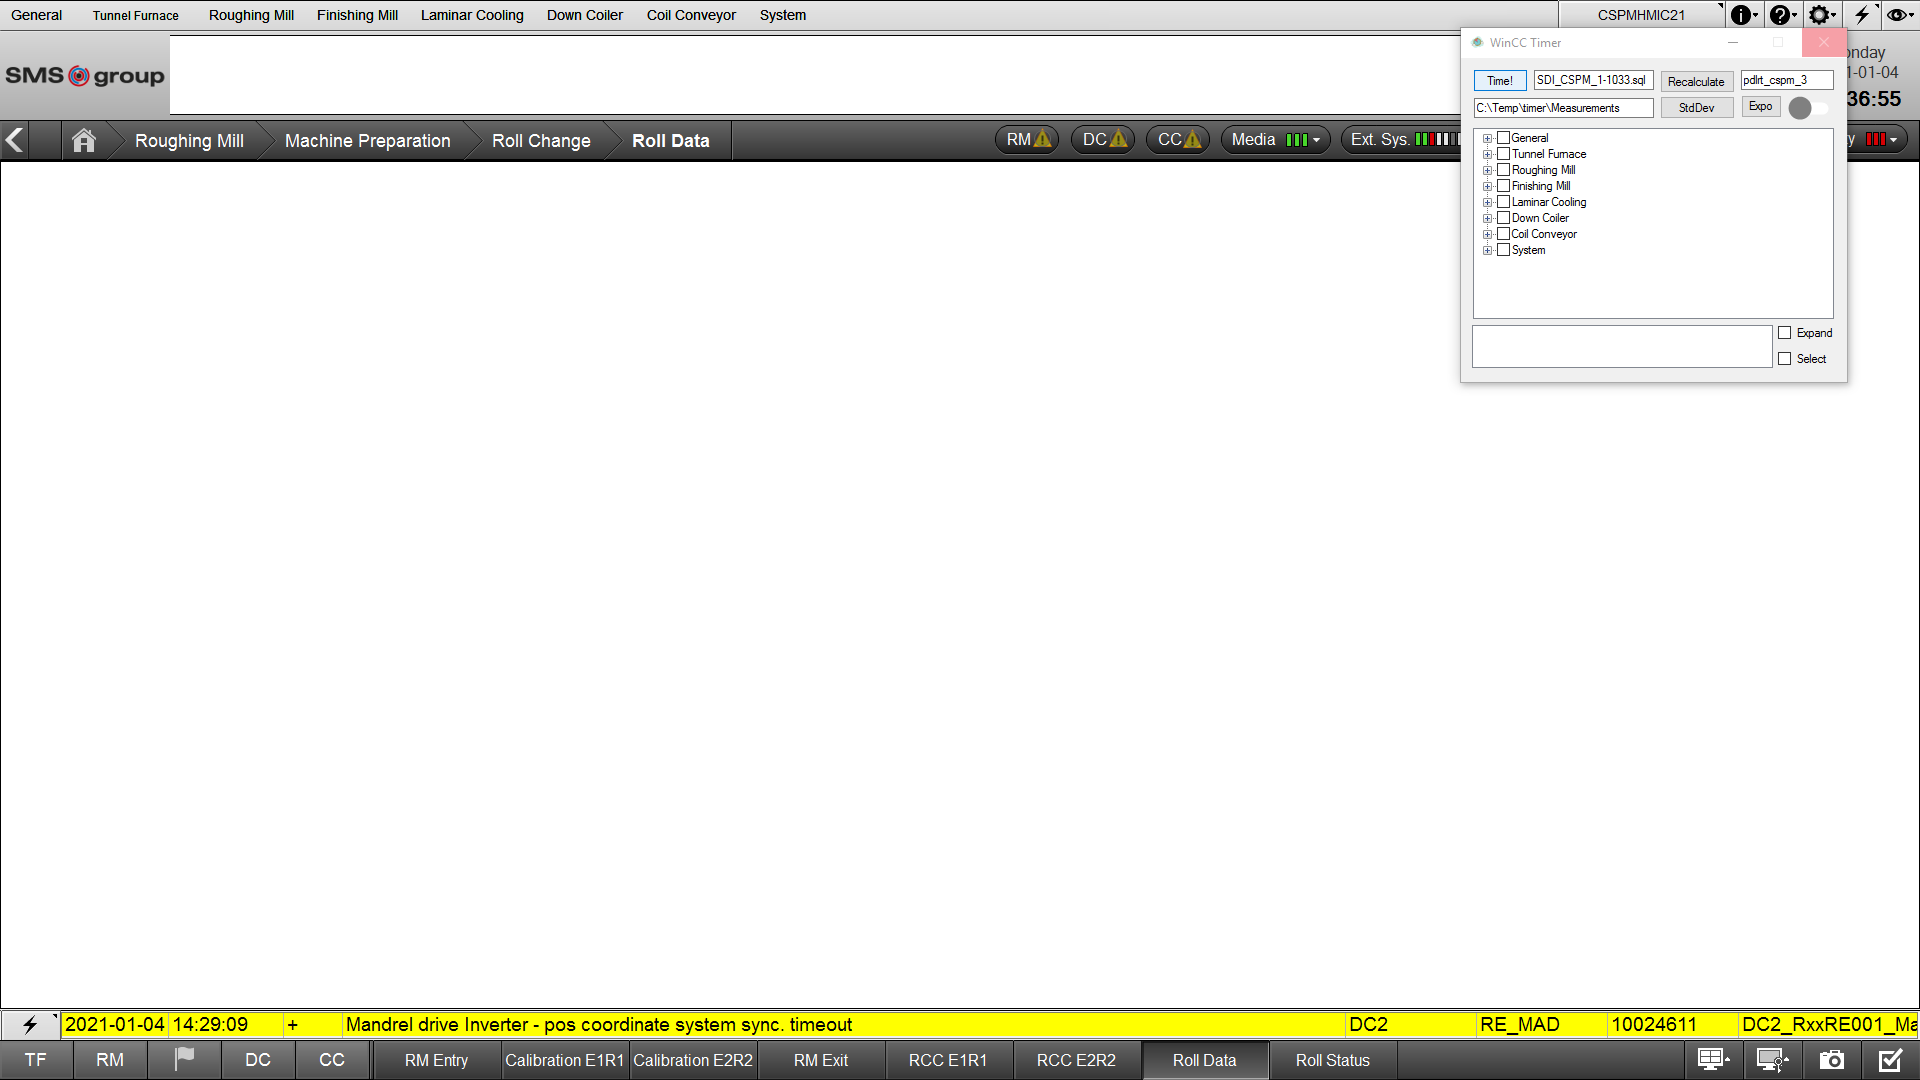 General Tunnel Furnace Roughing Mill Finishing Mill Laminar Cooling Down Coiler Coil Conveyor System CSPMHMIC21
SMS group
onday
1-01-04
36:55
WinCC Timer
Time! SDI_CSPM_1-1033.sql Recalculate pdlrt_cspm_3
C:\Temp\timer\Measurements StdDev Expo
General
Tunnel Furnace
Roughing Mill
Finishing Mill
Laminar Cooling
Down Coiler
Coil Conveyor
System
Expand
Select
Roughing Mill Machine Preparation Roll Change Roll Data RM DC CC Media Ext. Sys. y
2021-01-04 14:29:09 + Mandrel drive Inverter - pos coordinate system sync. timeout DC2 RE_MAD 10024611 DC2_RxxRE001_Ma
TF RM DC CC RM Entry Calibration E1R1 Calibration E2R2 RM Exit RCC E1R1 RCC E2R2 Roll Data Roll Status